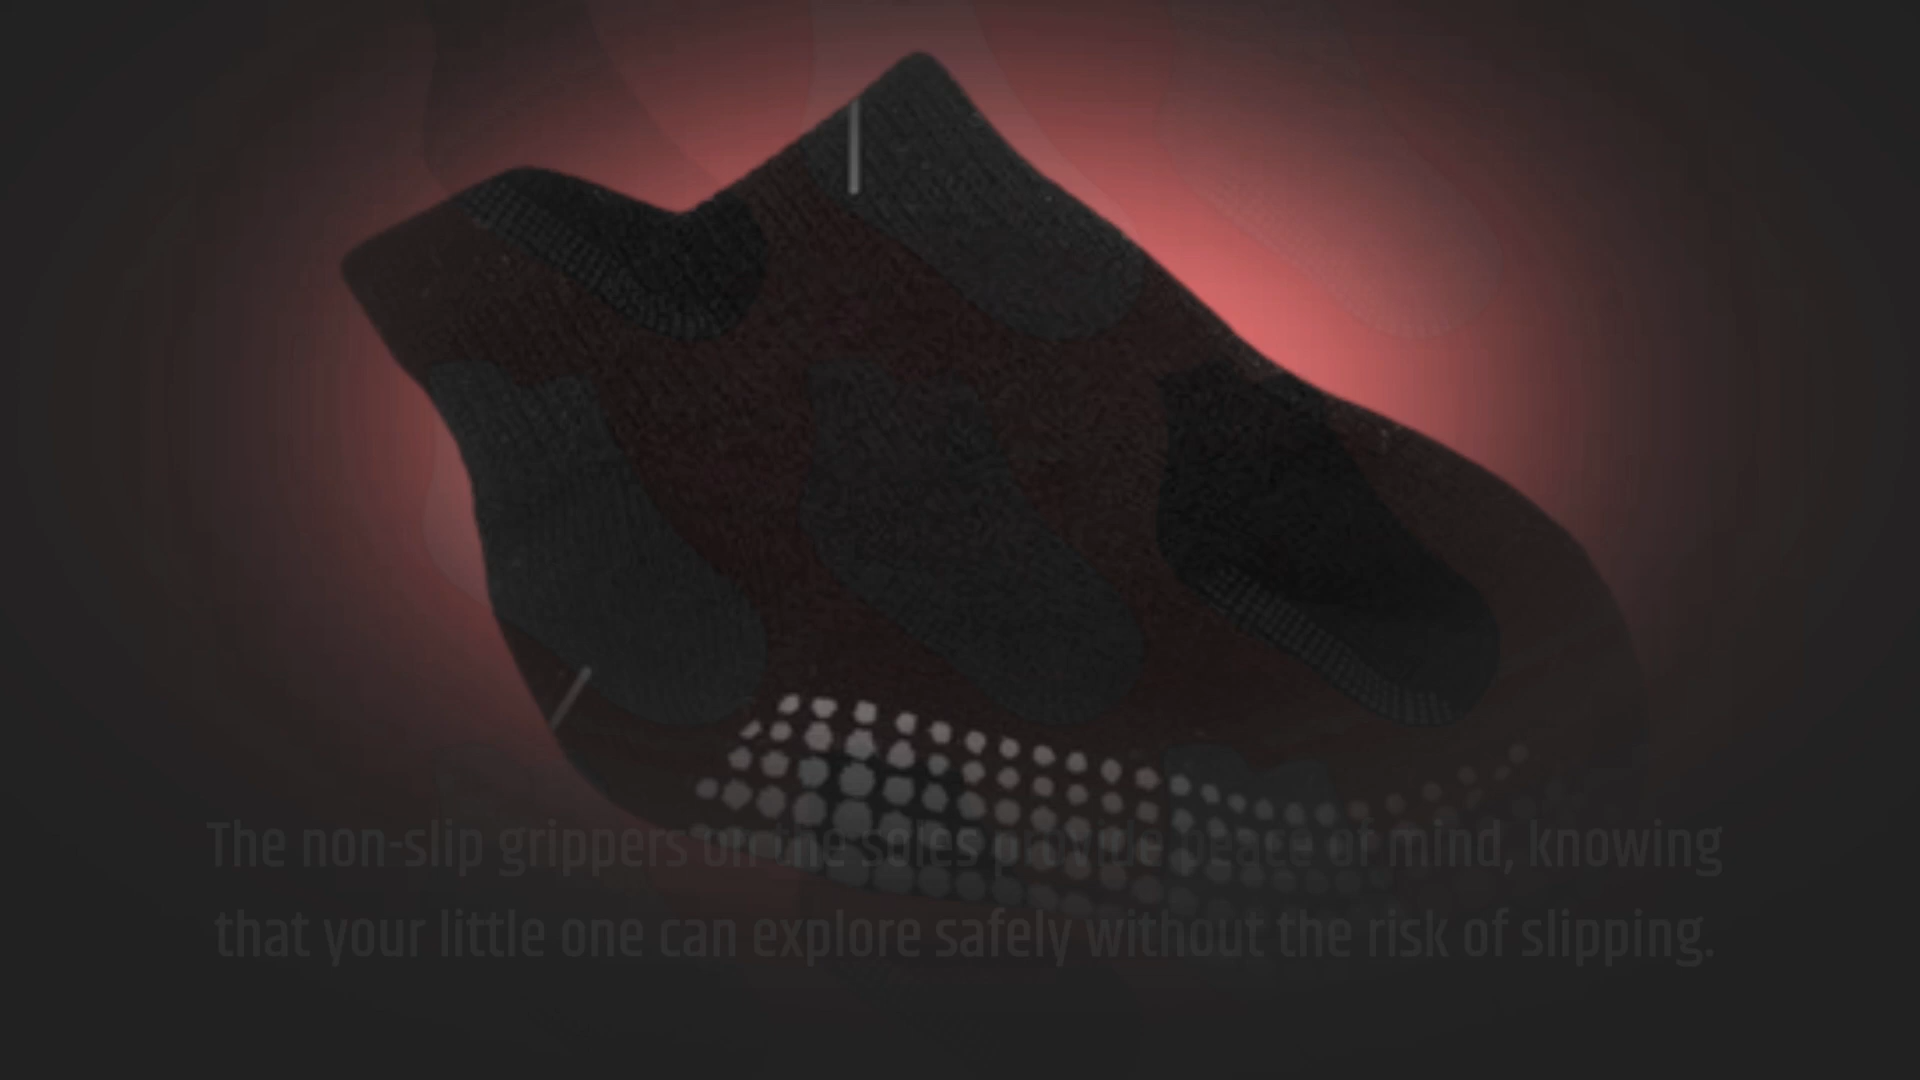 The non-slip grippers on the soles provide peace of mind, knowing
that your little one can explore safely without the risk of slipping.